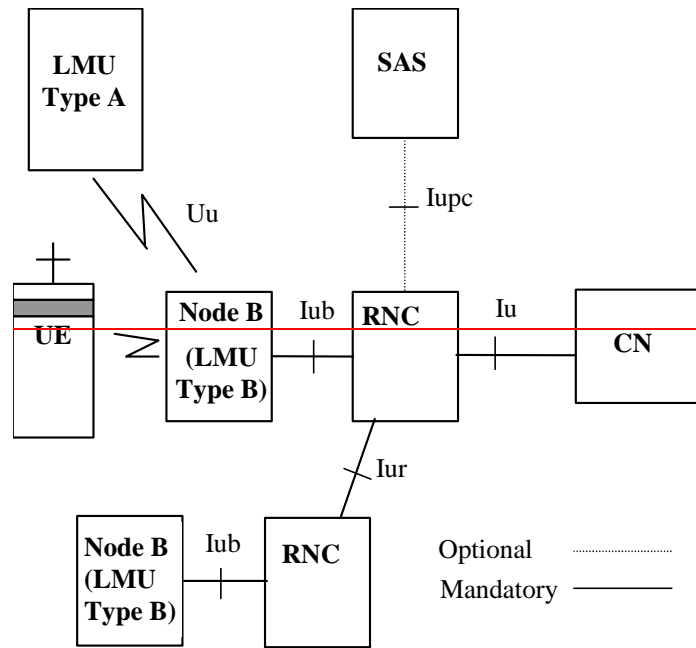 LMU
Type A
SAS
Uu
Iupc
UE
Node B
(LMU
Type B)
Iub
RNC
Iu
CN
Iur
Node B
(LMU
Type B)
Iub
RNC
Optional
Mandatory